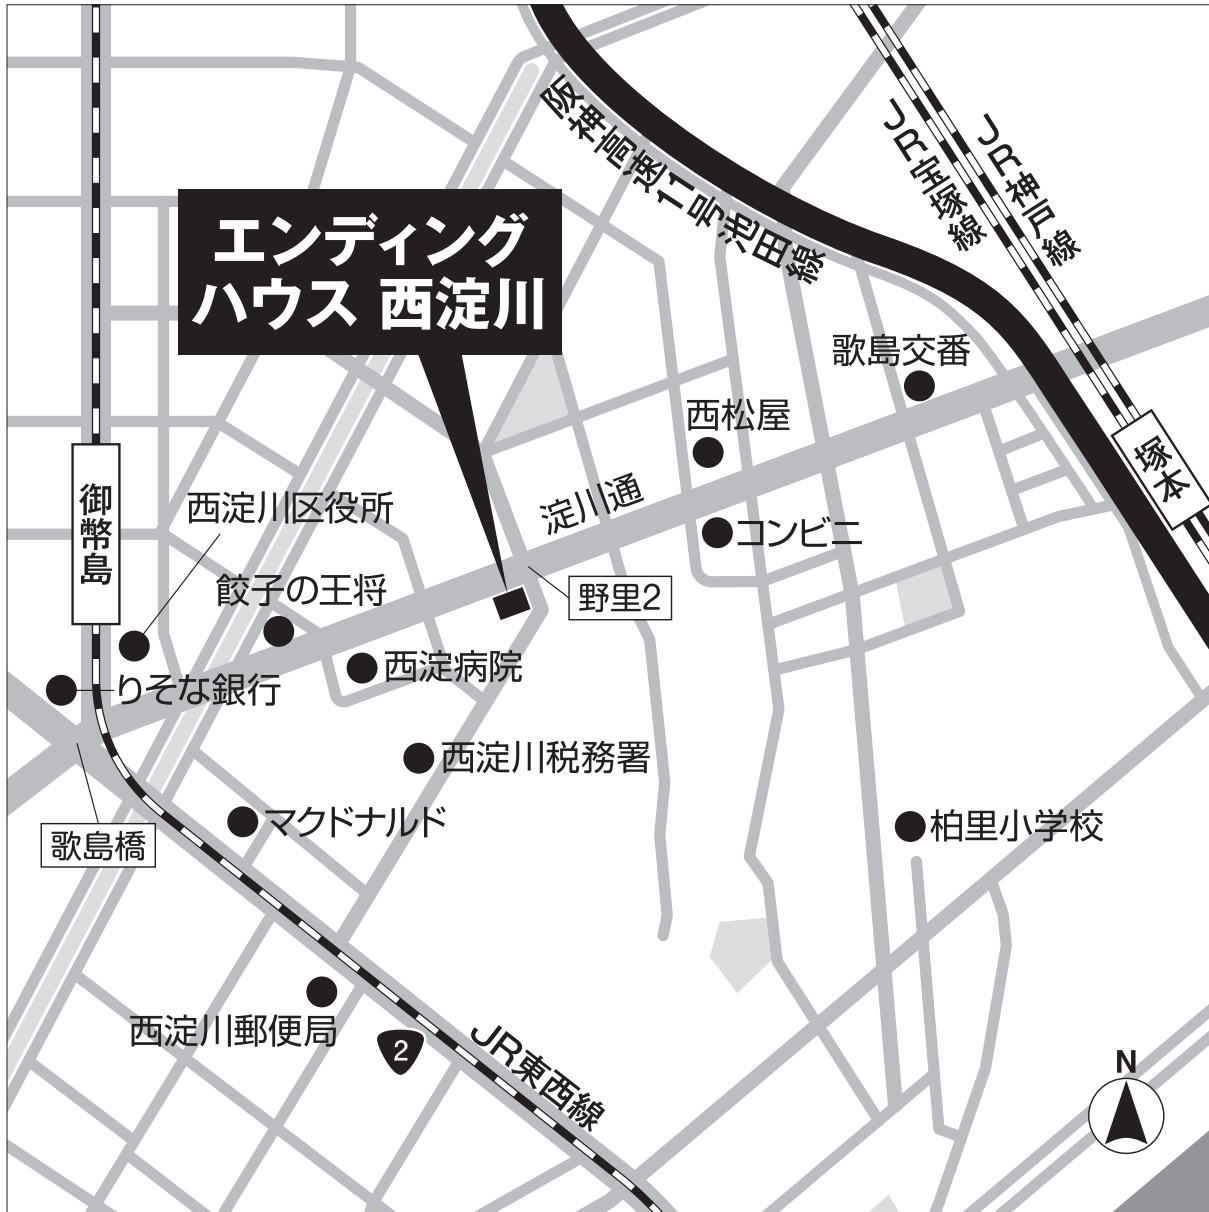 阪神高速11号池田線
JR宝塚線
JR神戸線
エンディング
ハウス 西淀川
歌島交番
西松屋
塚本
淀川通
コンビニ
御幣島
西淀川区役所
餃子の王将
野里2
西淀病院
りそな銀行
西淀川税務署
マクドナルド
歌島橋
柏里小学校
西淀川郵便局
2
JR東西線
N